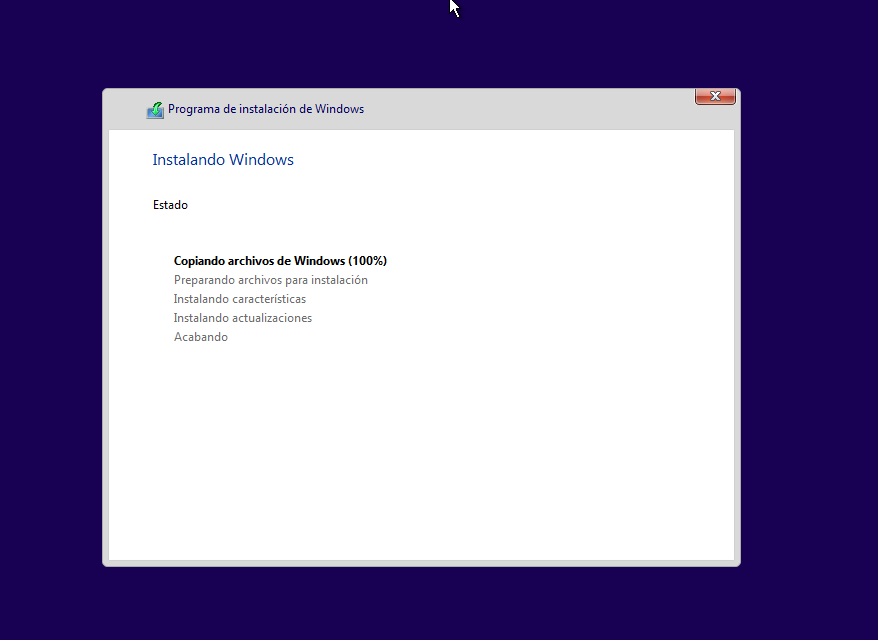 Programa de instalación de Windows
Instalando Windows
Estado
Copiando archivos de Windows (100%)
Preparando archivos para instalación
Instalando características
Instalando actualizaciones
Acabando